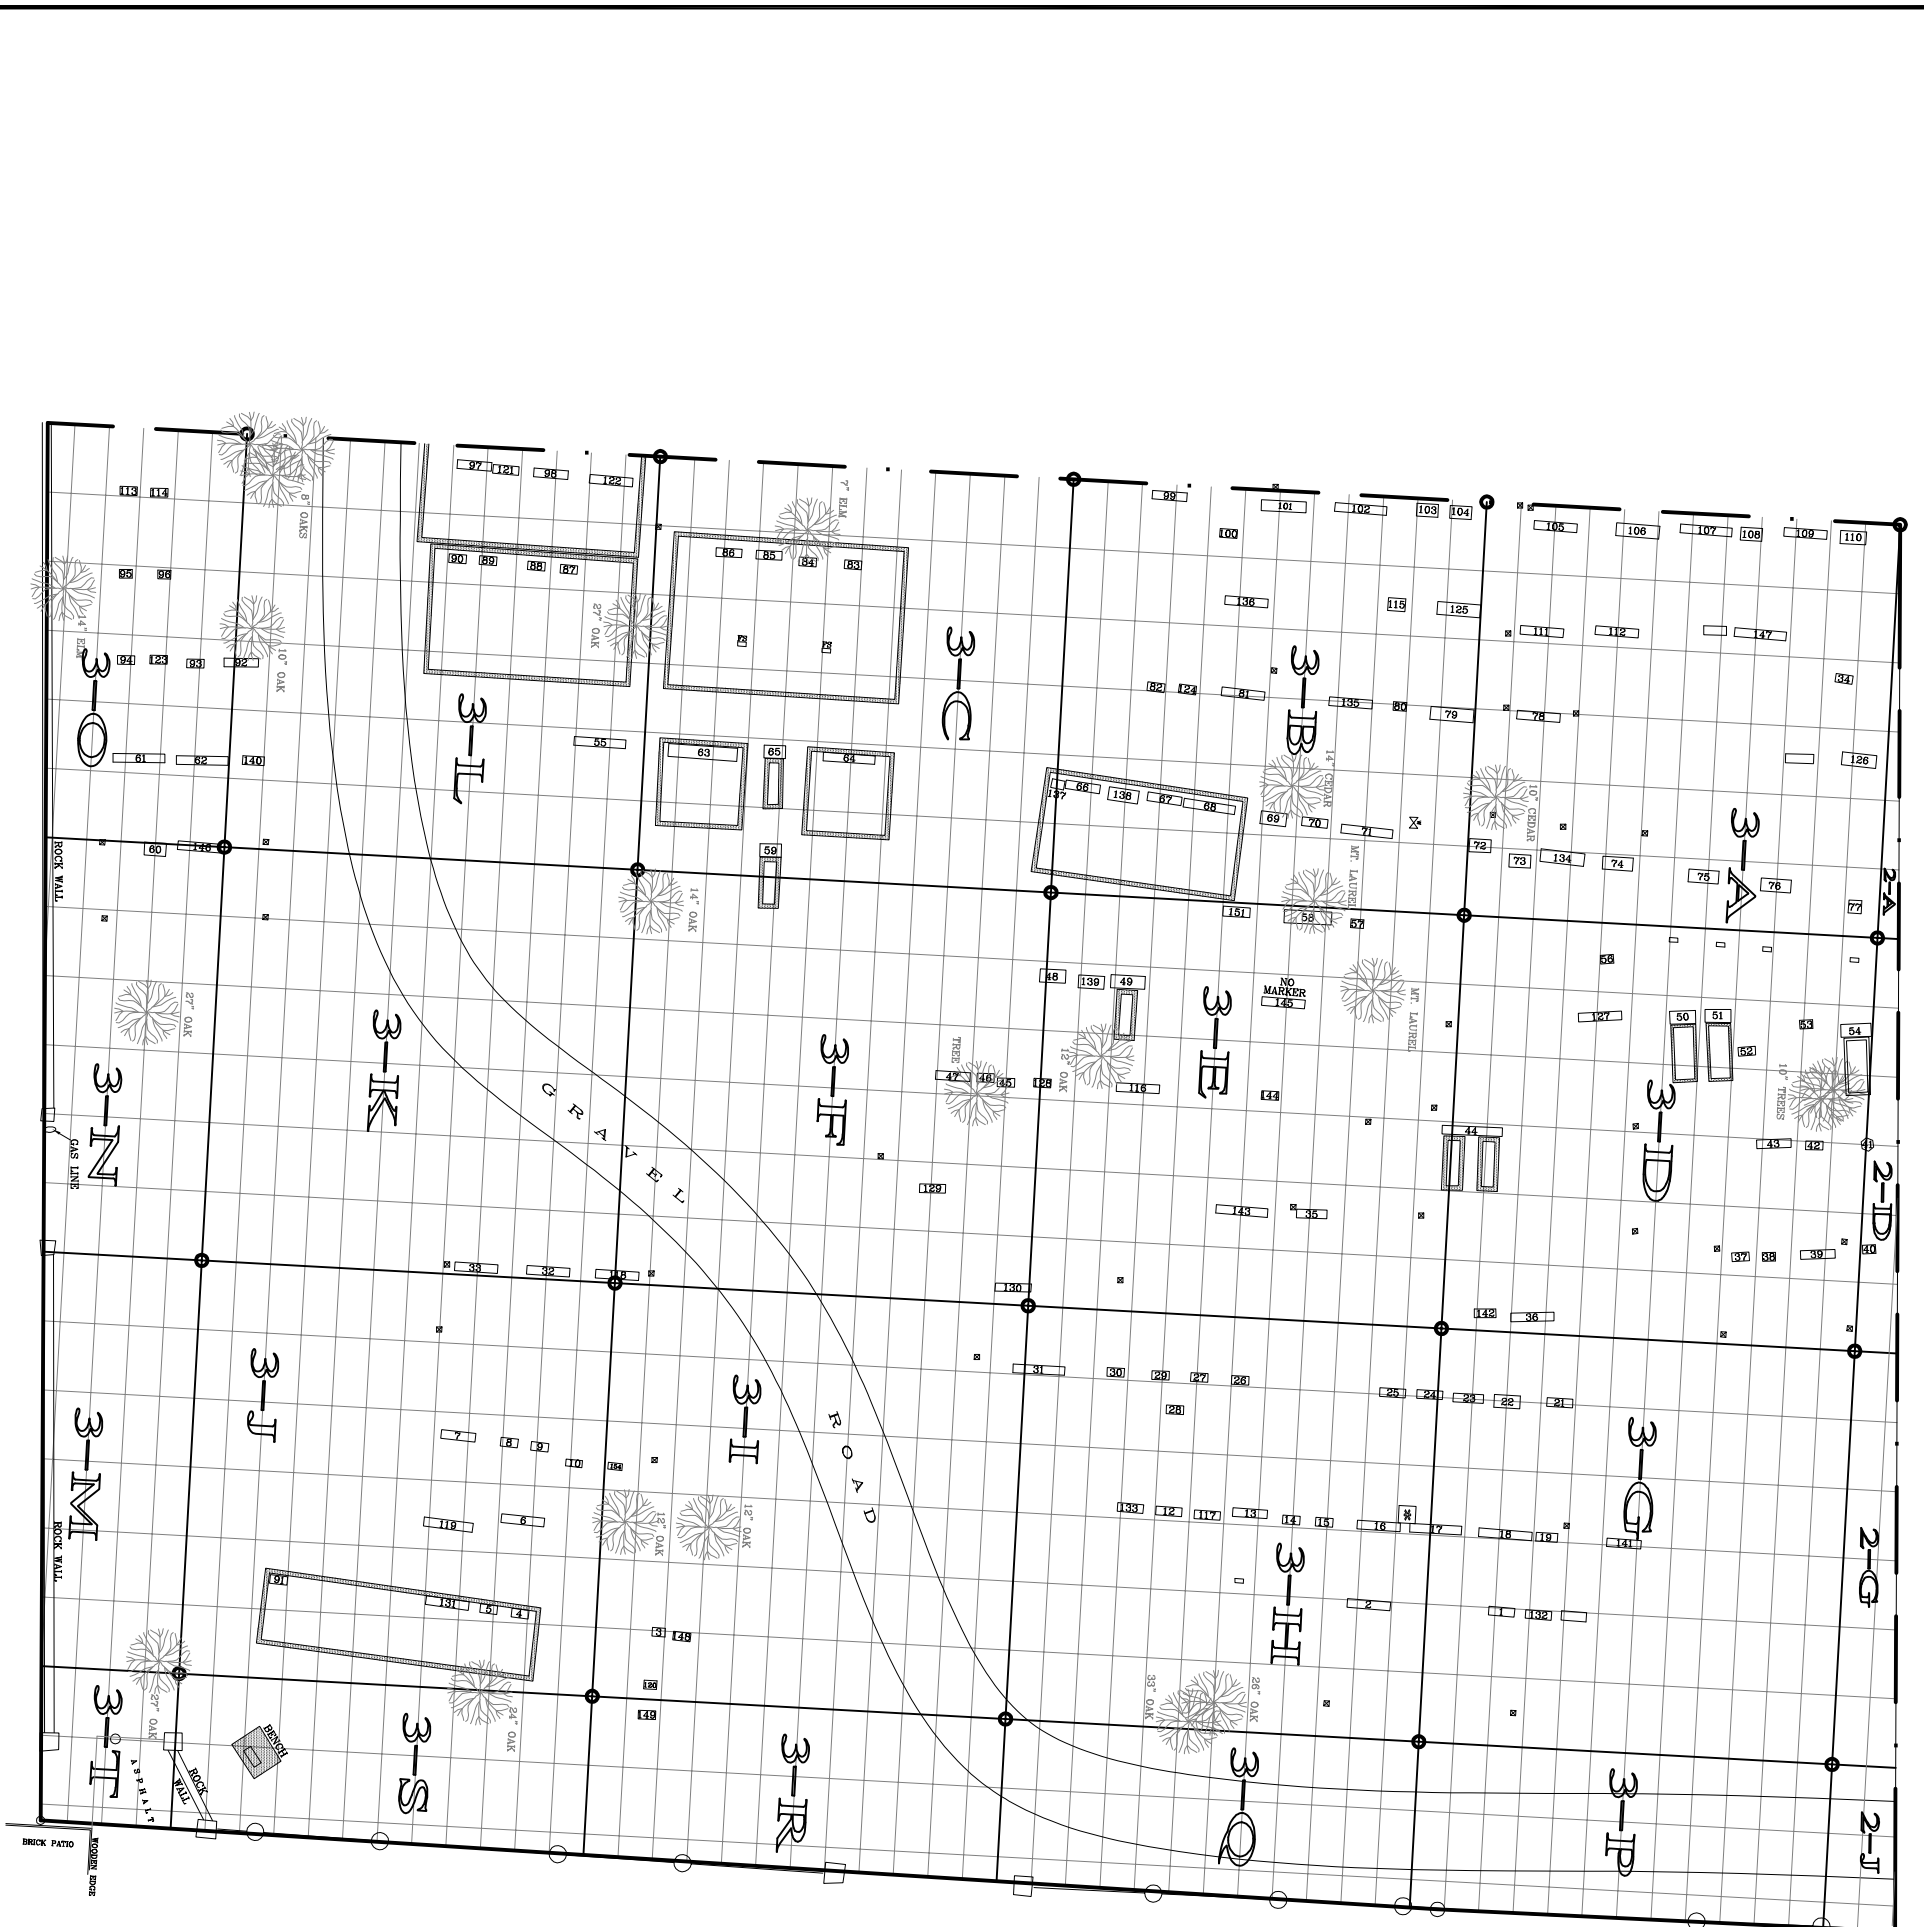 97 121 98 122
99
101 102 103 104
105 106 107 108 109 110
113 114
8" OAKS
7" ELM
100
90 89 88 87
86 85 84 83
95 96
136 115 125
111 112 147
14" ELM
27" OAK
10" OAK
94 123 93 92
34
82 124 81 135 80 79 78
3-O
3-L
3-C
3-B
61 62 140
55
63 65 64
126
14" CEDAR
10" CEDAR
137 66 138 67 68
69 70 71
72 73 134 74 75 76 77
3-A
2-A
60 146
59
ROCK WALL
14" OAK
MT. LAUREL
151 58 57
56
48 139 49
NO
MARKER
145
MT. LAUREL
127 50 51 53 54
52
27" OAK
3-N
3-K
3-F
3-E
3-D
2-D
TREE
12" OAK
47 46 45 128 116
144
10" TREES
GRAVEL
GAS LINE
44
43 42 41
129
143 35
37 38 39 40
33 32 118
130
142 36
31 30 29 27 26
28
25 24 23 22 21
3-M
3-J
3-I
3-G
2-G
7 8 9 10 154
ROAD
119 6
12" OAK
12" OAK
133 12 117 13 14 15 16 17 18 19 141
ROCK WALL
3-H
91 131 5 4
2
1 132
3 148
120
149
27" OAK
24" OAK
33" OAK
26" OAK
3-T
3-S
3-R
3-Q
3-P
2-J
BENCH
ASPHALT
ROCK
WALL
BRICK PATIO
WOODEN EDGE